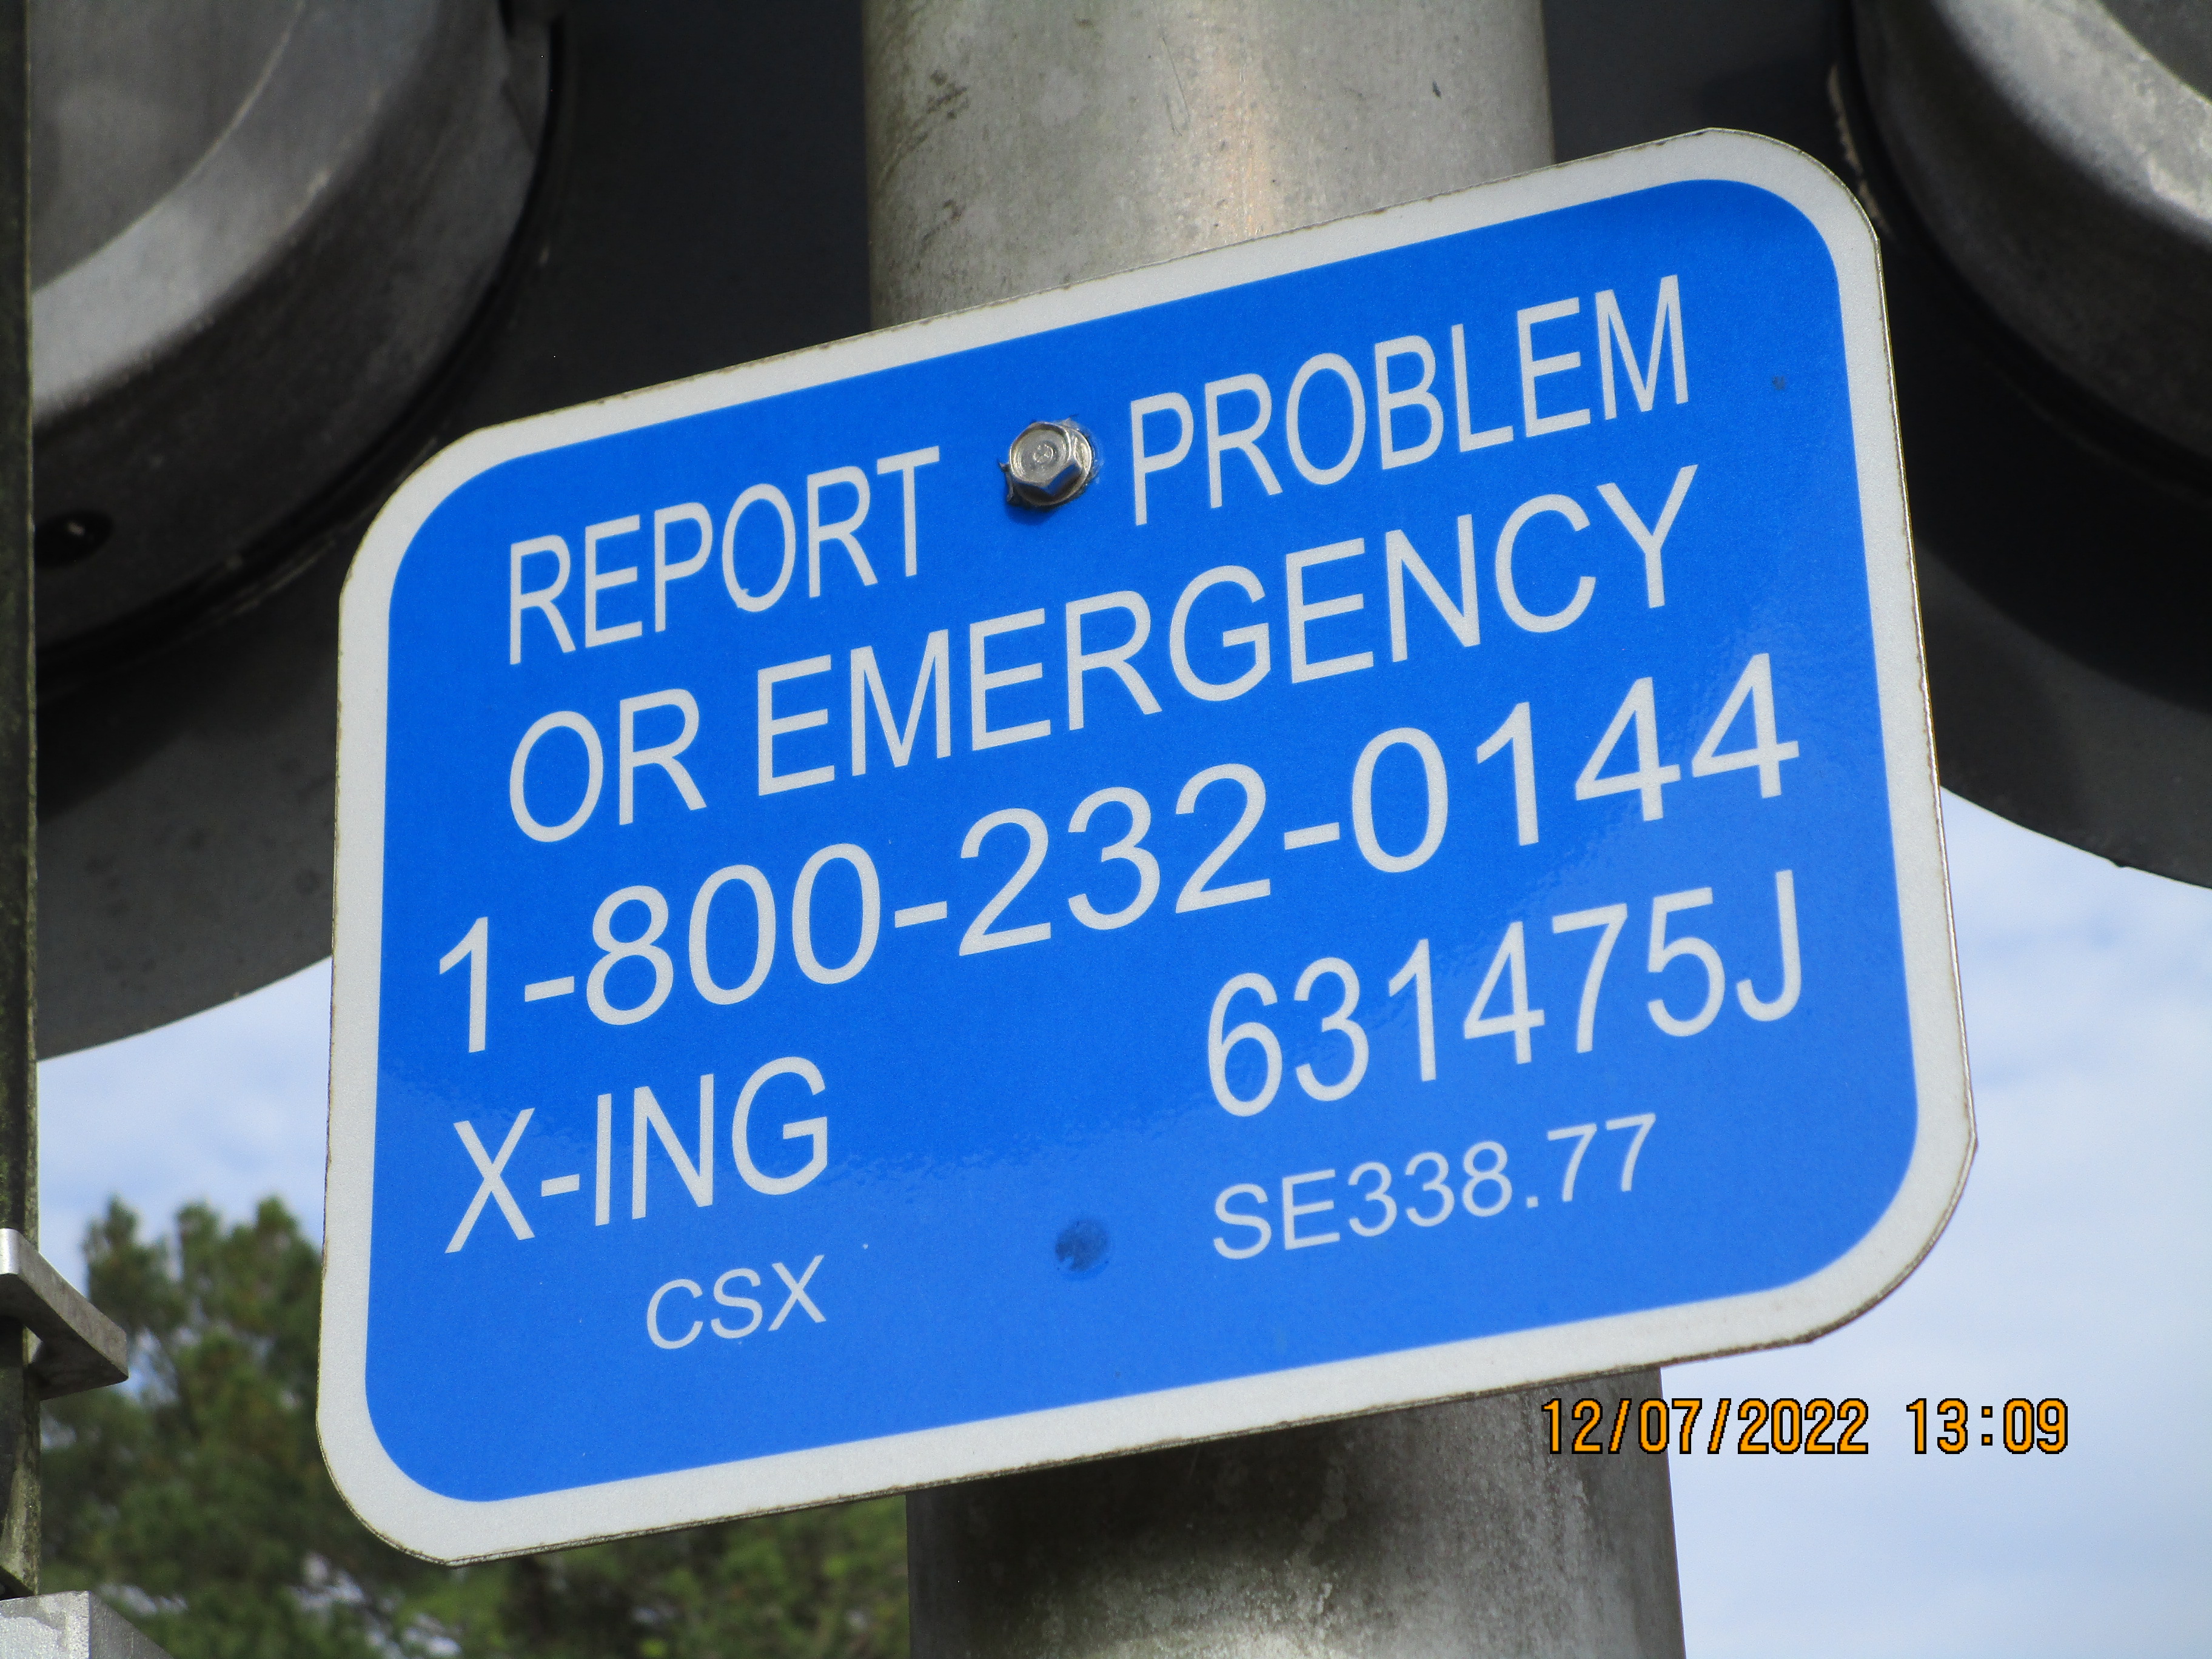 REPORT PROBLEM
OR EMERGENCY
1-800-232-0144
X-ING 631475J
CSX SE338.77
12/07/2022 13:09